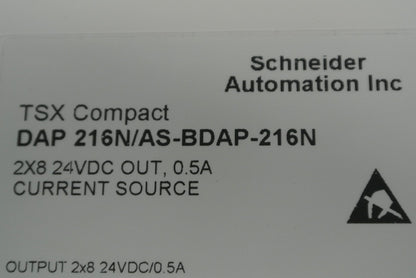 Schneider
Automation Inc
TSX Compact
DAP 216N/AS-BDAP-216N
2X8 24VDC OUT, 0.5A
CURRENT SOURCE
OUTPUT 2x8 24VDC/0.5A